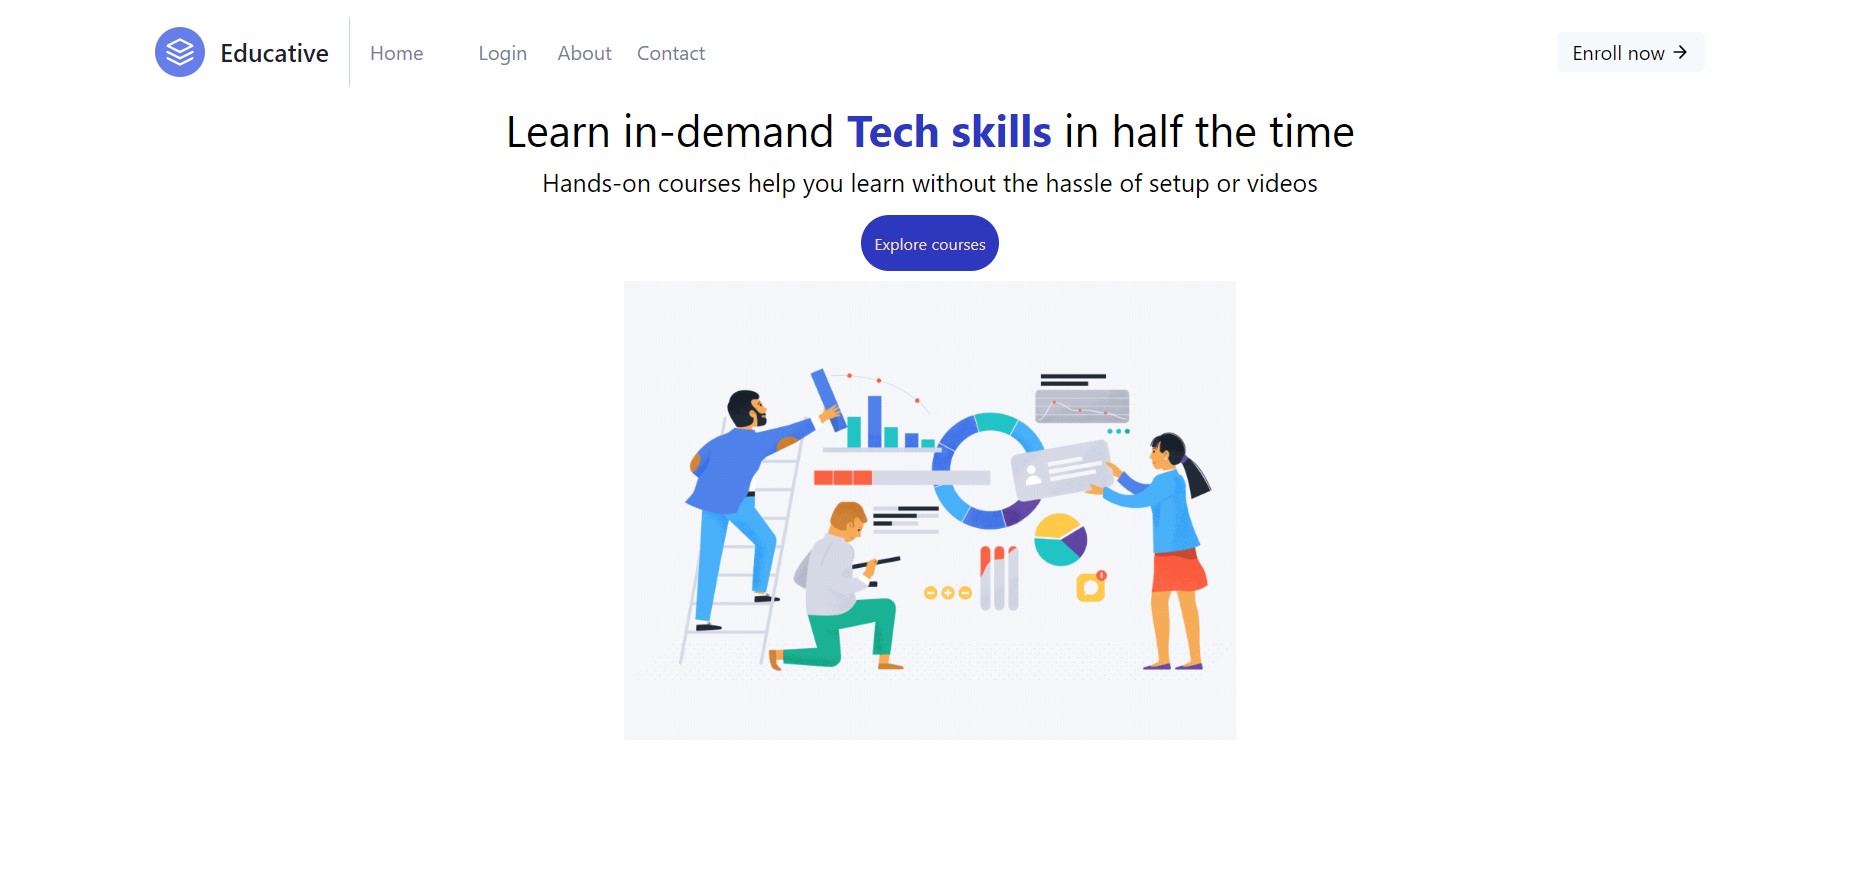 Educative
Home Login About Contact
Enroll now →
Learn in-demand Tech skills in half the time
Hands-on courses help you learn without the hassle of setup or videos
Explore courses